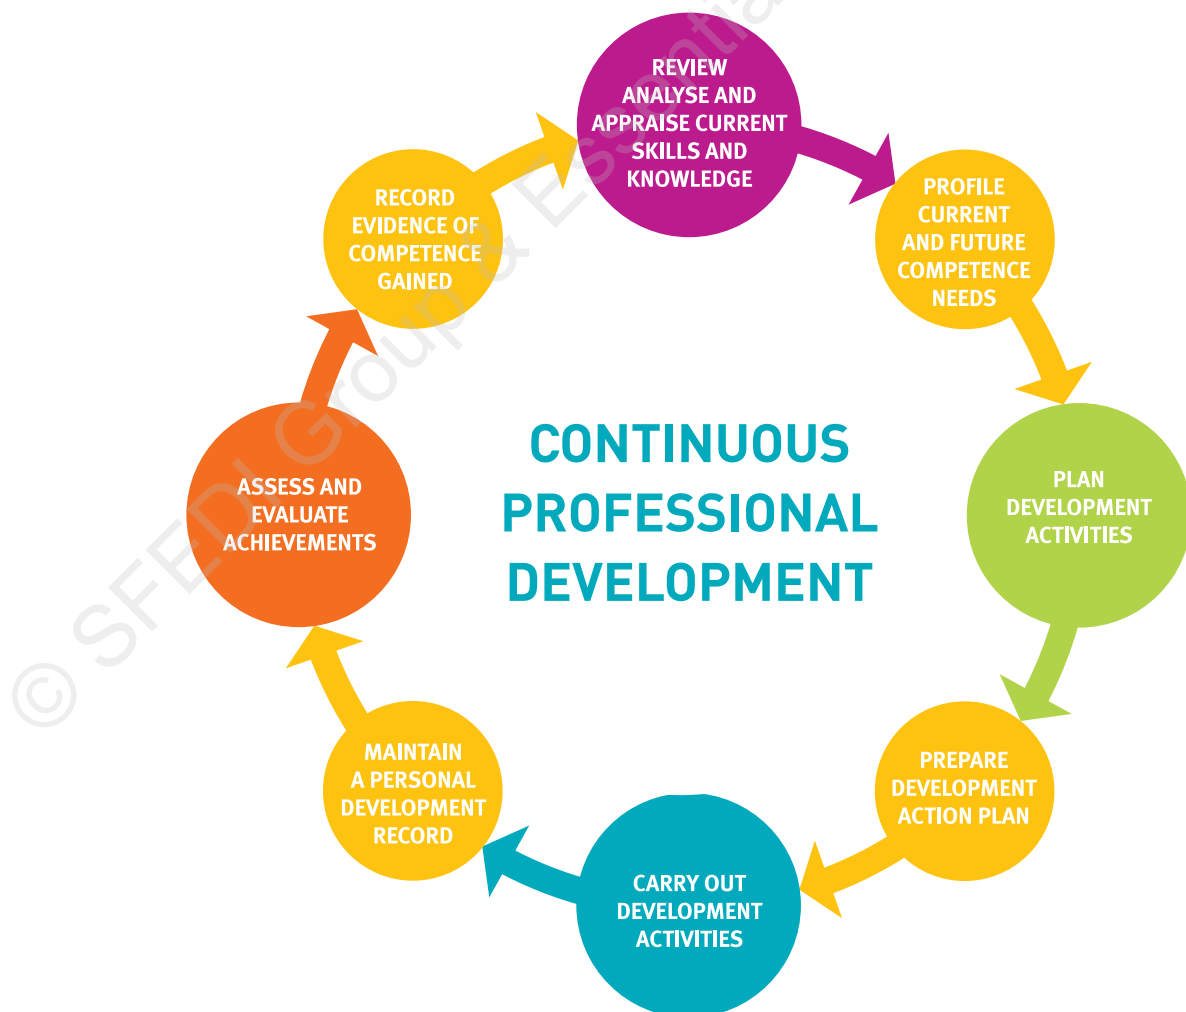 REVIEW
ANALYSE AND
APPRAISE CURRENT
SKILLS AND
KNOWLEDGE
PROFILE
CURRENT
AND FUTURE
COMPETENCE
NEEDS
PLAN
DEVELOPMENT
ACTIVITIES
PREPARE
DEVELOPMENT
ACTION PLAN
CARRY OUT
DEVELOPMENT
ACTIVITIES
MAINTAIN
A PERSONAL
DEVELOPMENT
RECORD
ASSESS AND
EVALUATE
ACHIEVEMENTS
RECORD
EVIDENCE OF
COMPETENCE
GAINED
CONTINUOUS
PROFESSIONAL
DEVELOPMENT
© SFEDI Group &